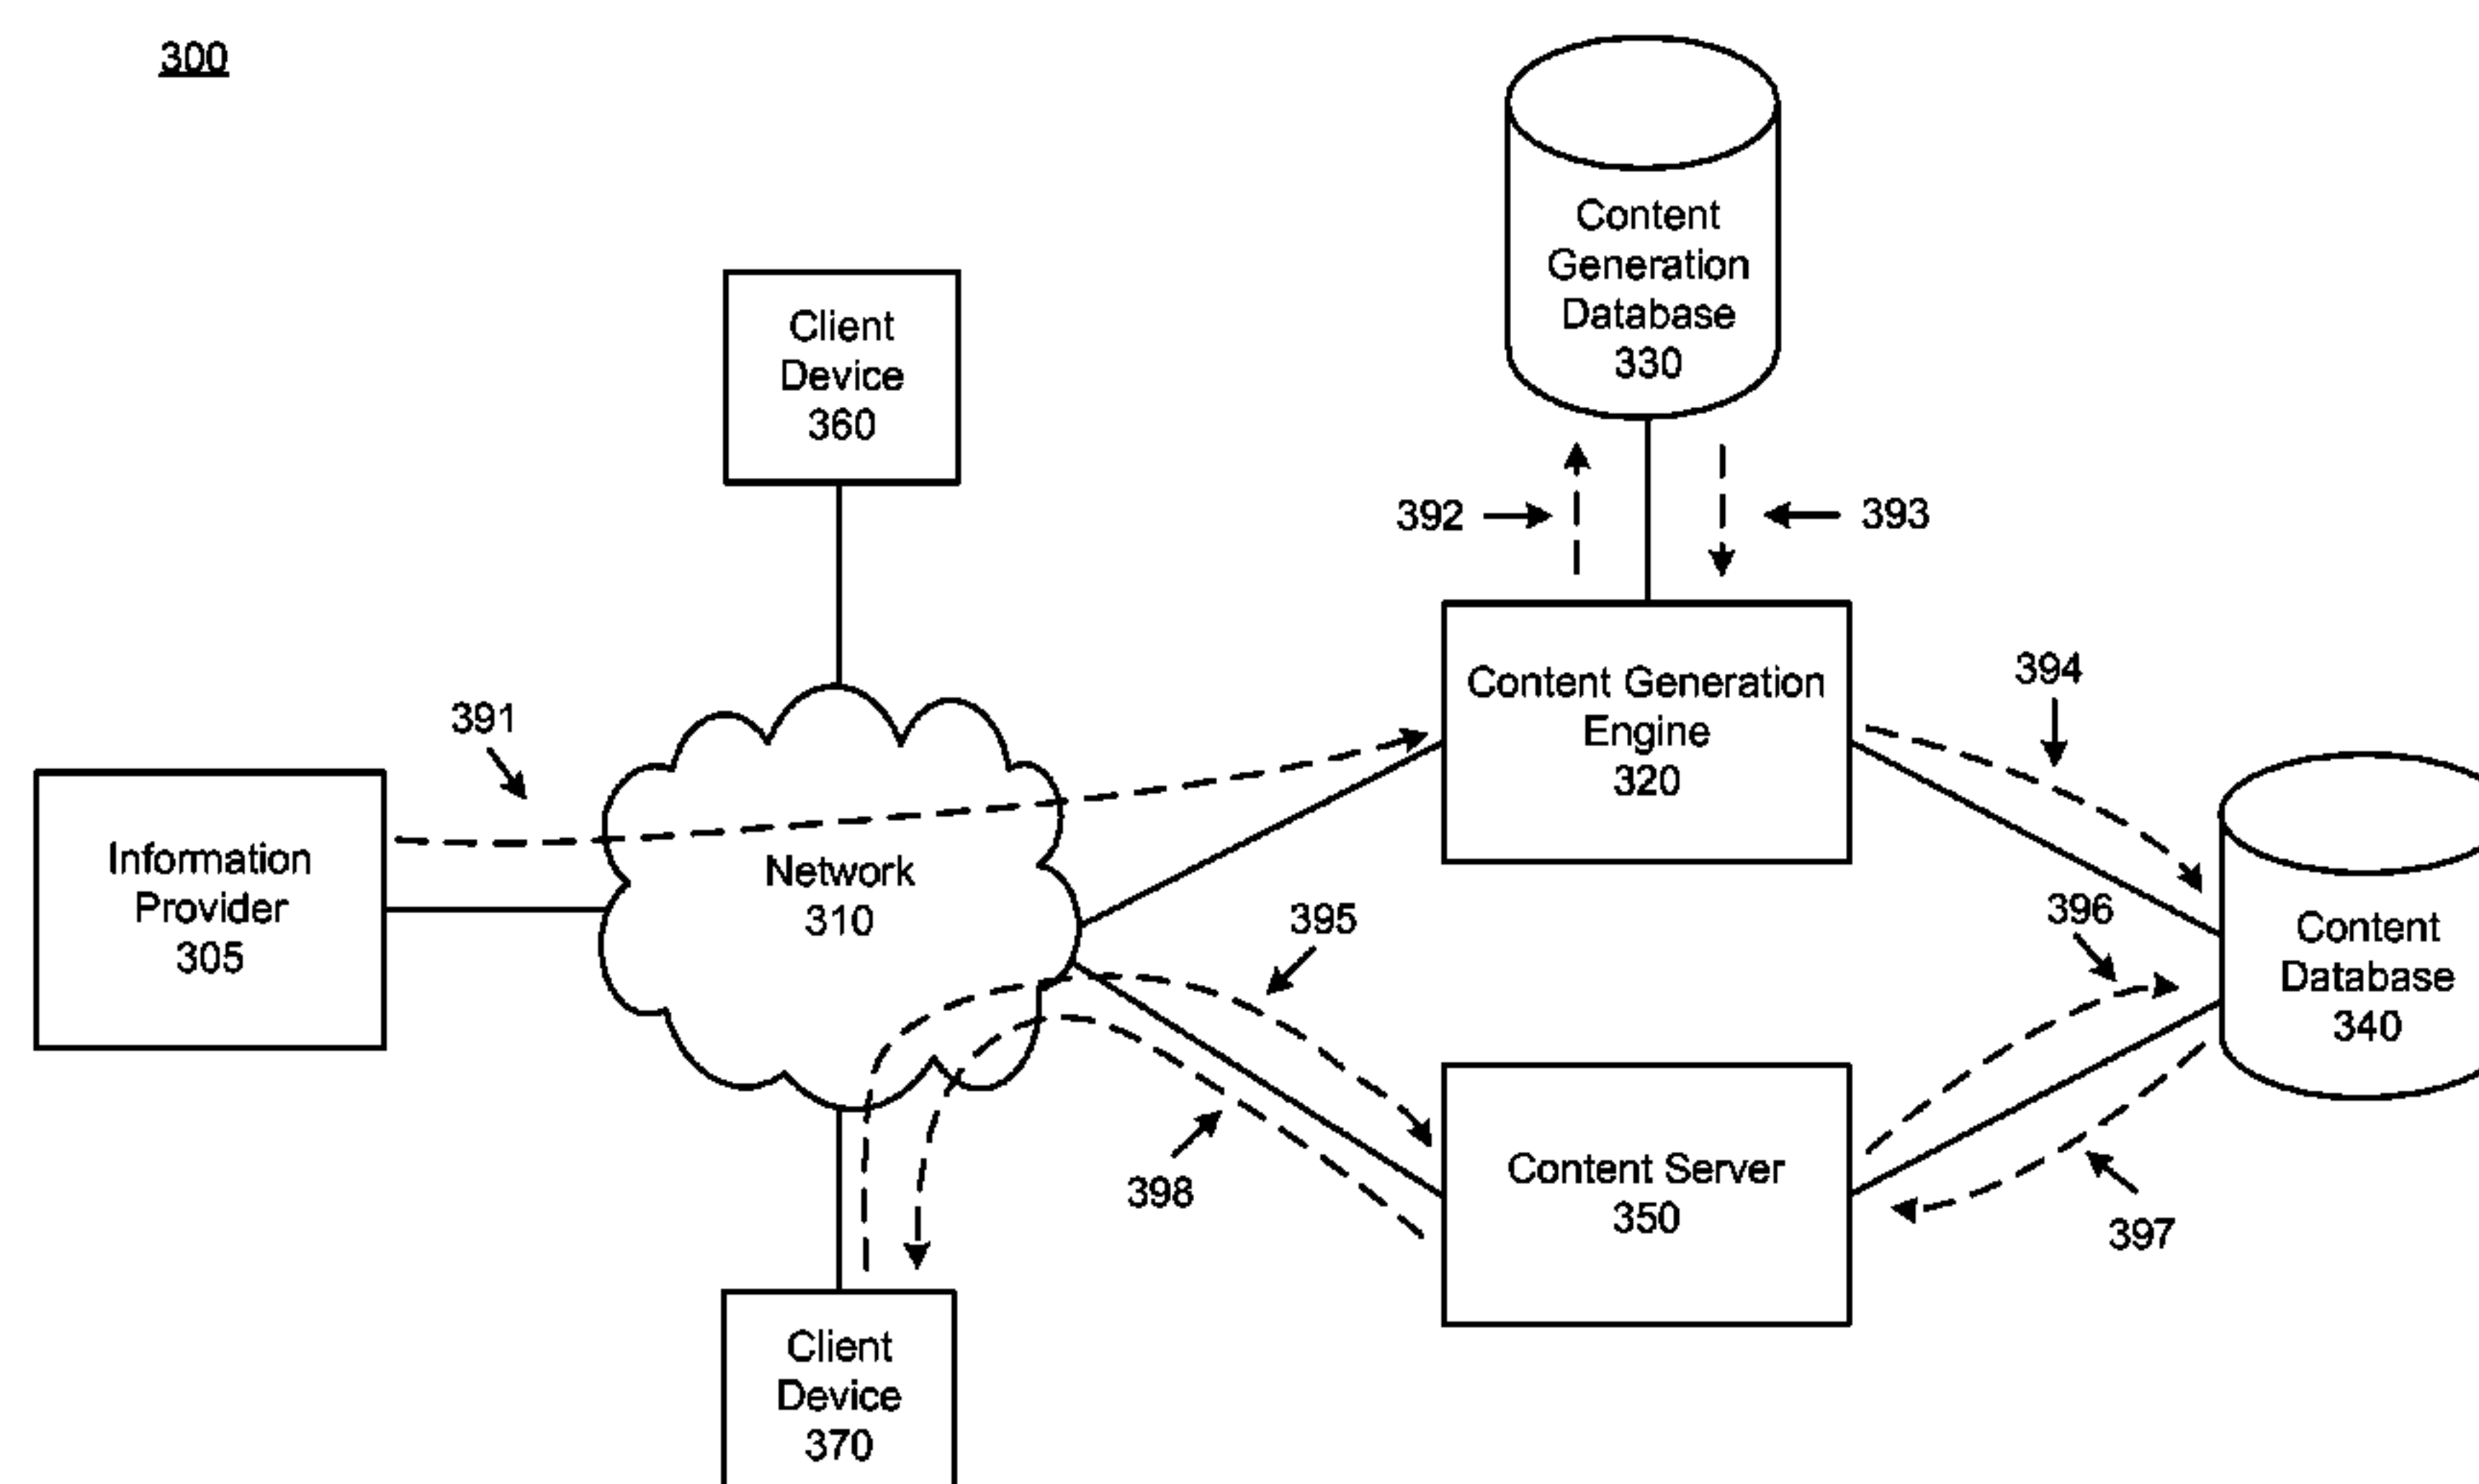 300
Content
Generation
Database
330
Client
Device
360
392
393
Content Generation
Engine
320
394
391
Information
Provider
305
Network
310
395
396
Content
Database
340
398
Content Server
350
397
Client
Device
370